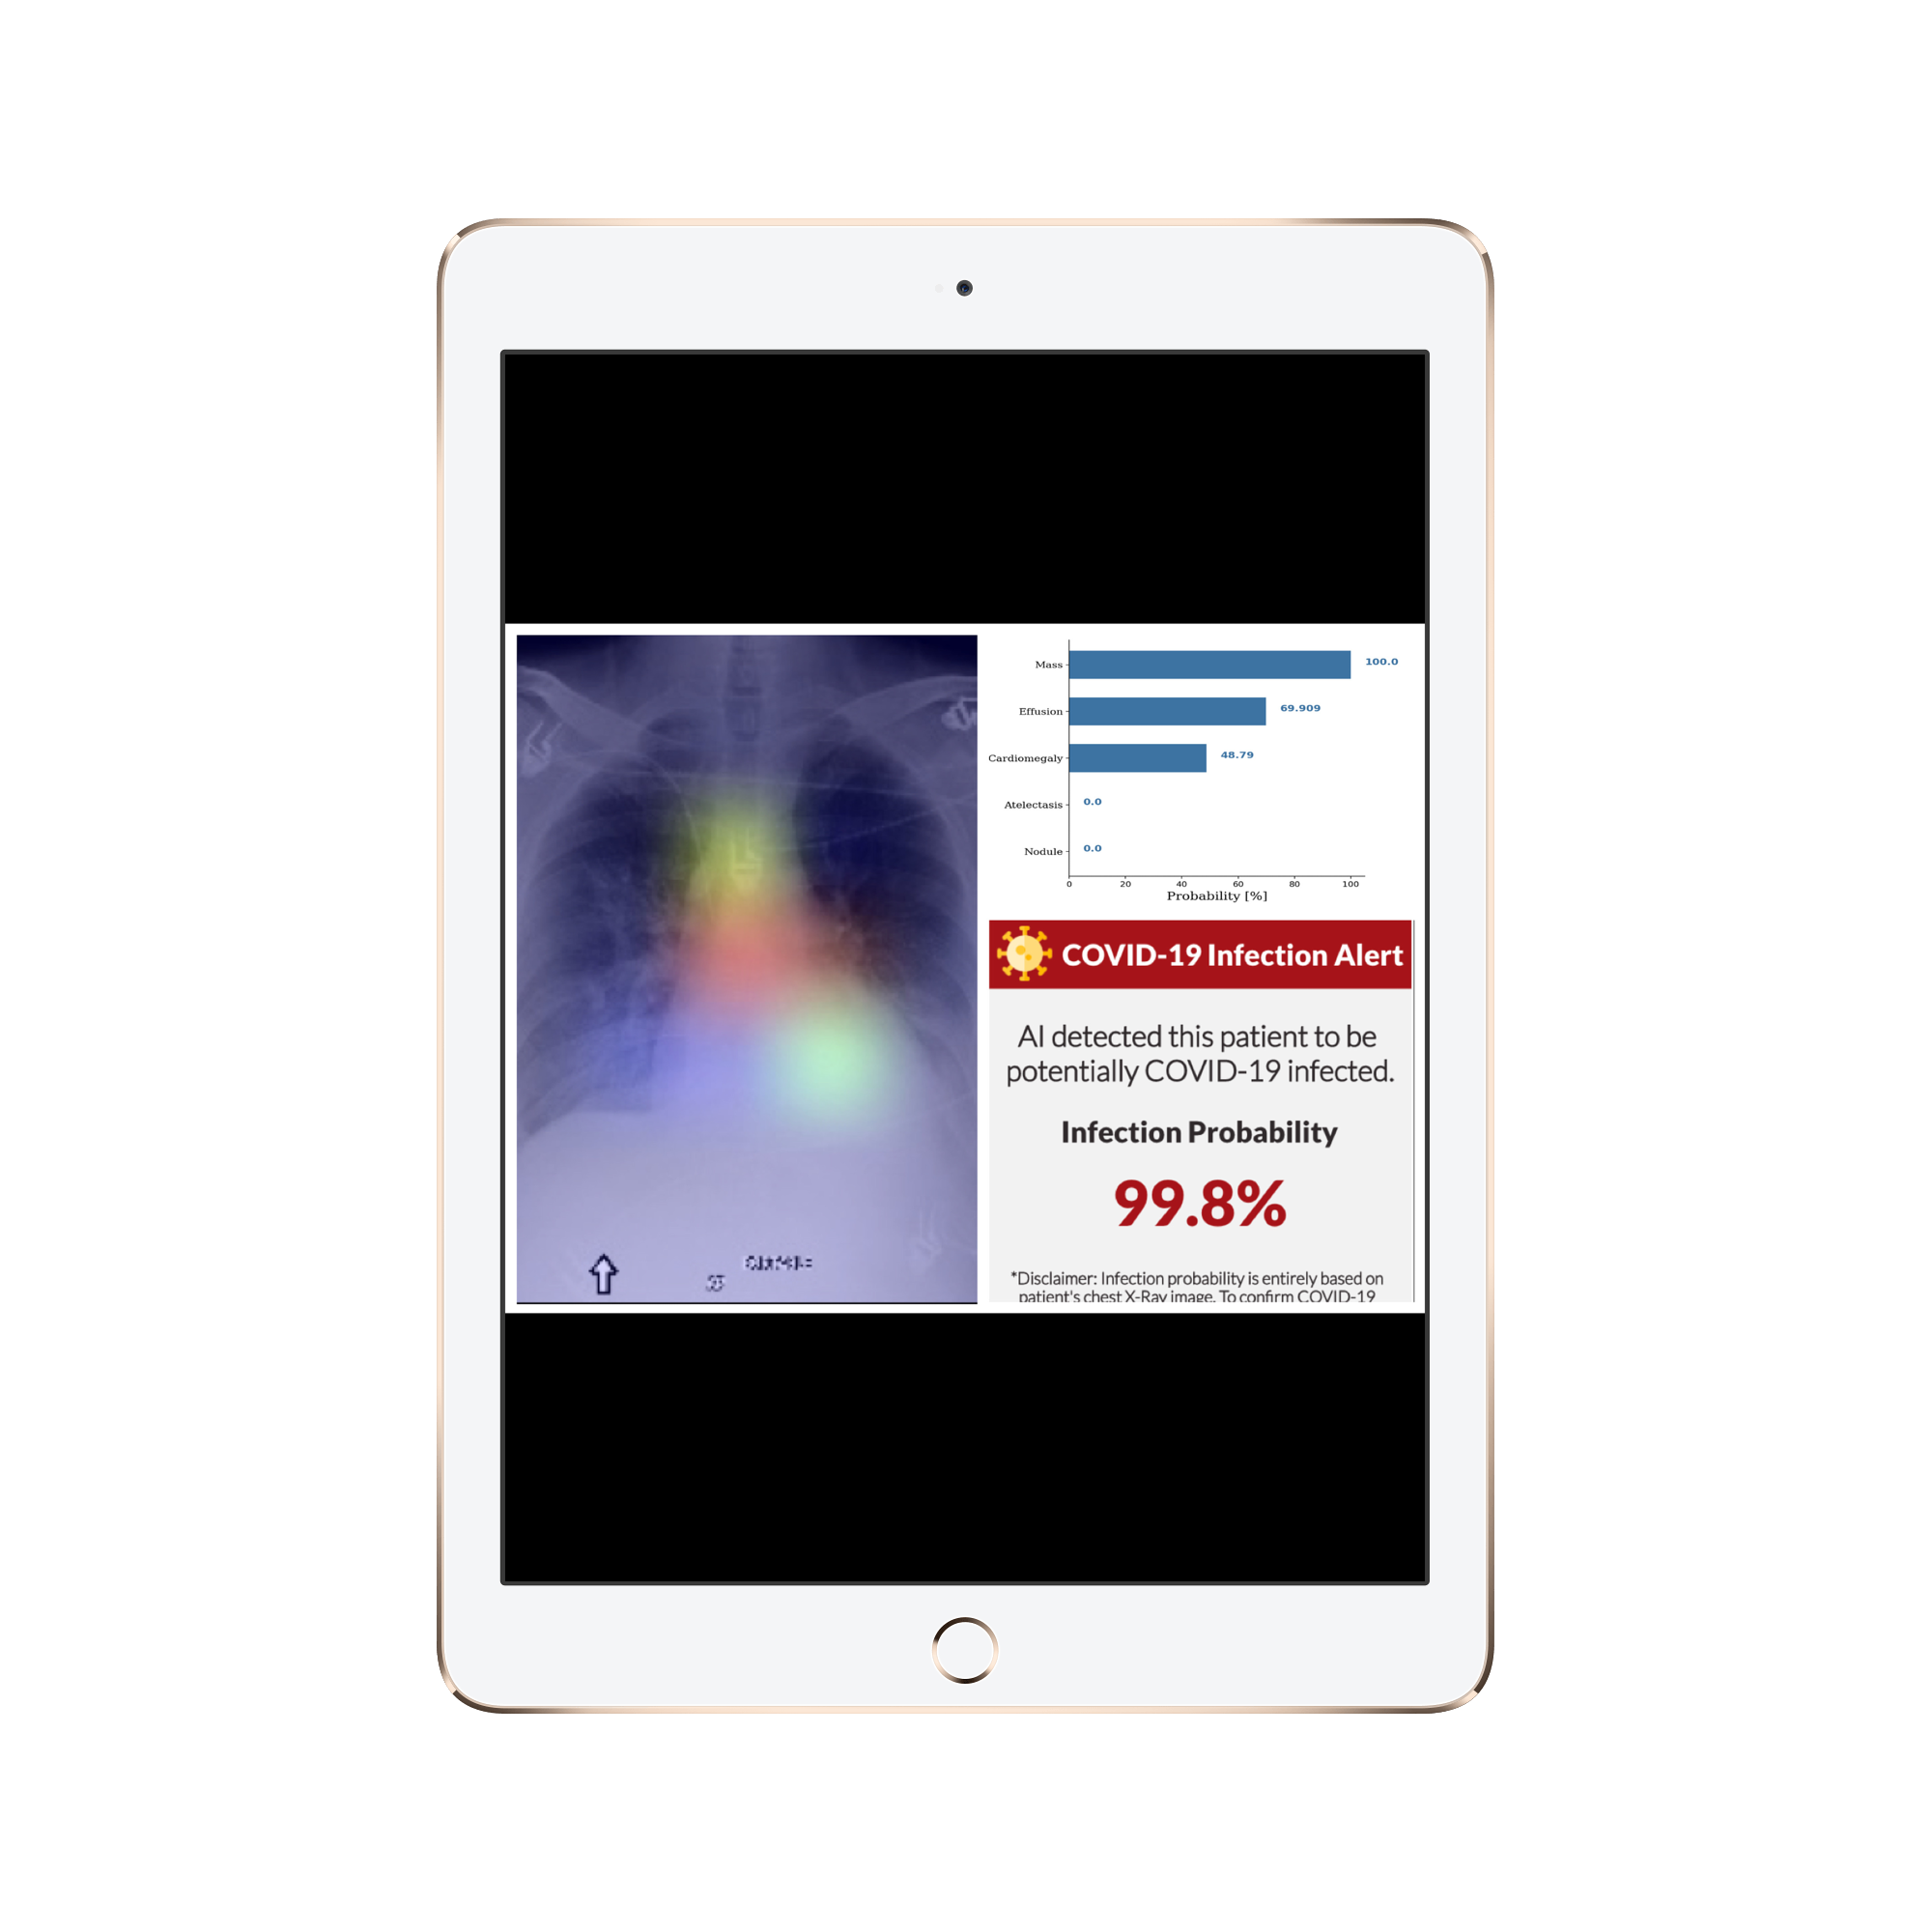 Mass
100.0
Effusion
69.909
Cardiomegaly
48.79
Atelectasis
0.0
Nodule
0.0
0 20 40 60 80 100
Probability [%]
COVID-19 Infection Alert
AI detected this patient to be
potentially COVID-19 infected.
Infection Probability
99.8%
*Disclaimer: Infection probability is entirely based on
patient's chest X-Ray image. To confirm COVID-19